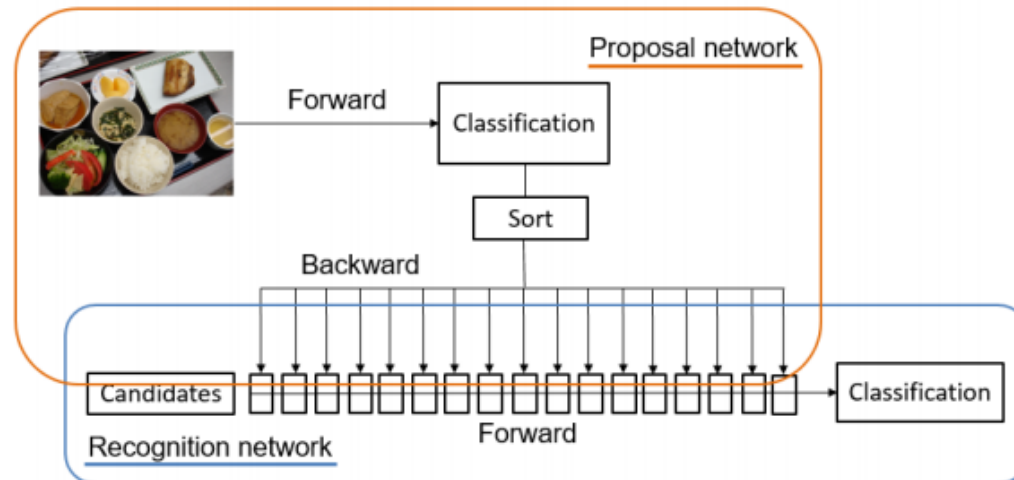 Proposal network
Forward
Classification
Sort
Backward
Candidates
Classification
Forward
Recognition network